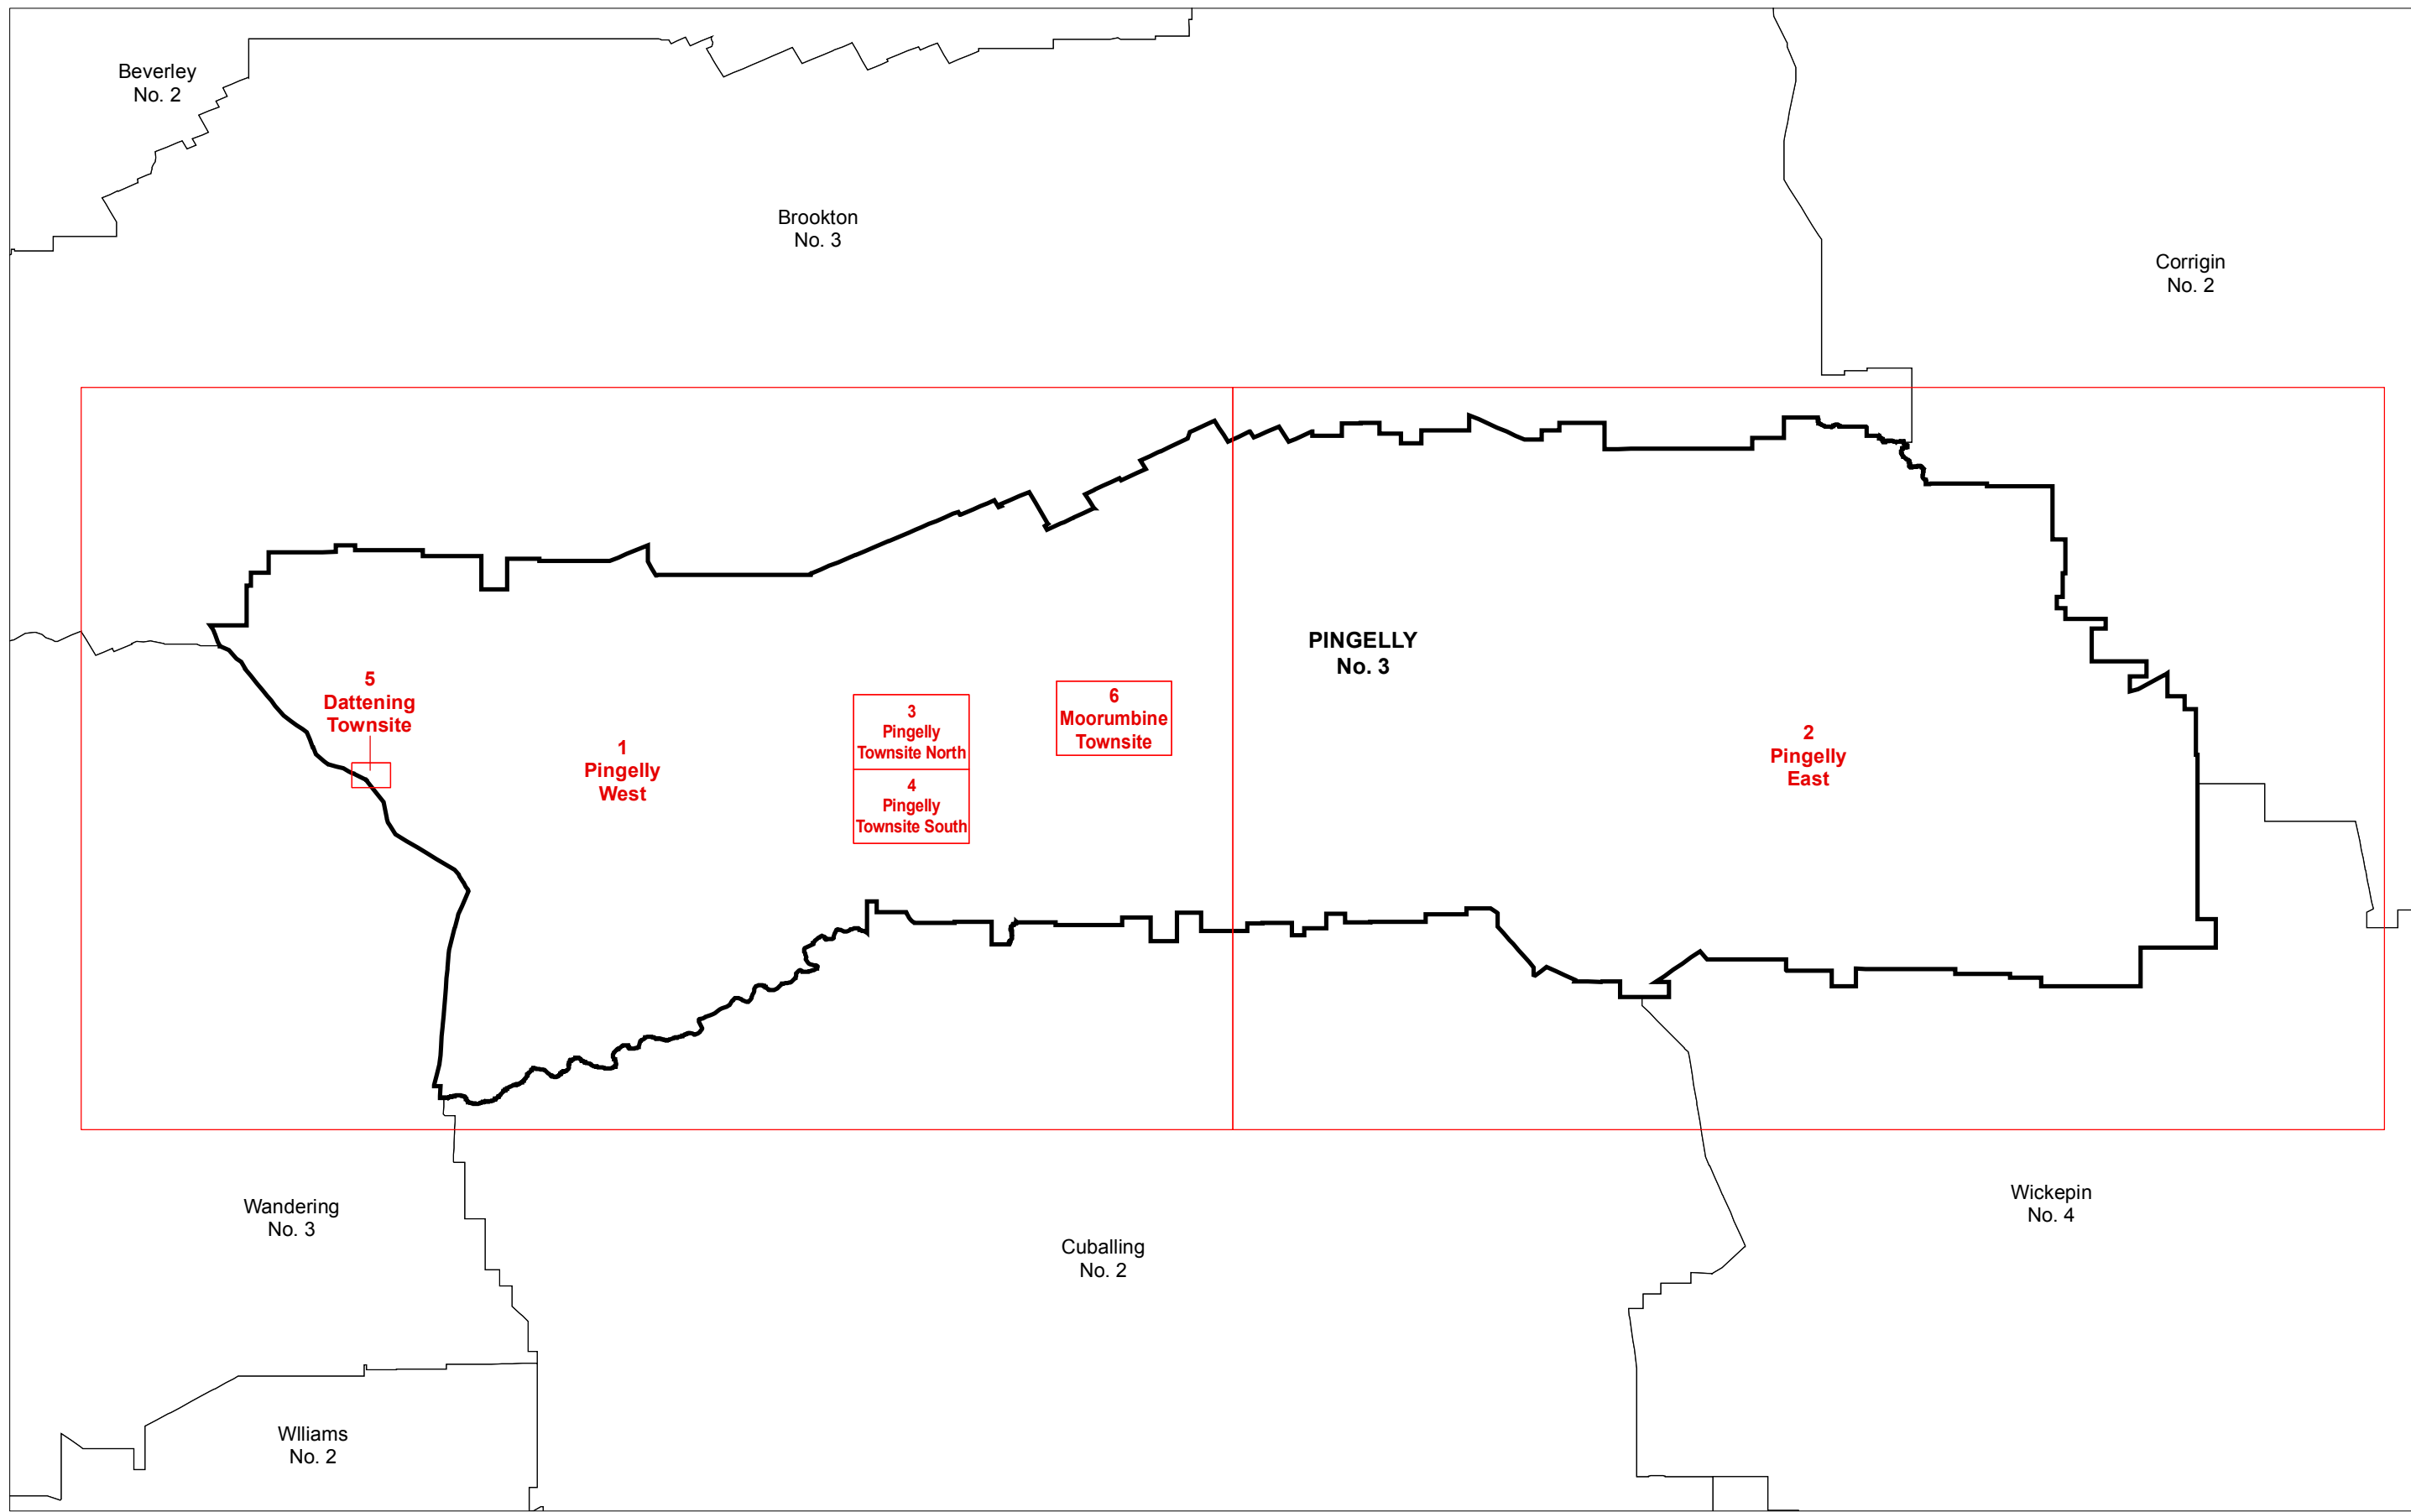 Beverley
No. 2
Brookton
No. 3
Corrigin
No. 2
PINGELLY
No. 3
5
Dattening
Townsite
1
Pingelly
West
3
Pingelly
Townsite North
4
Pingelly
Townsite South
6
Moorumbine
Townsite
2
Pingelly
East
Wandering
No. 3
Cuballing
No. 2
Wickepin
No. 4
Wlliams
No. 2